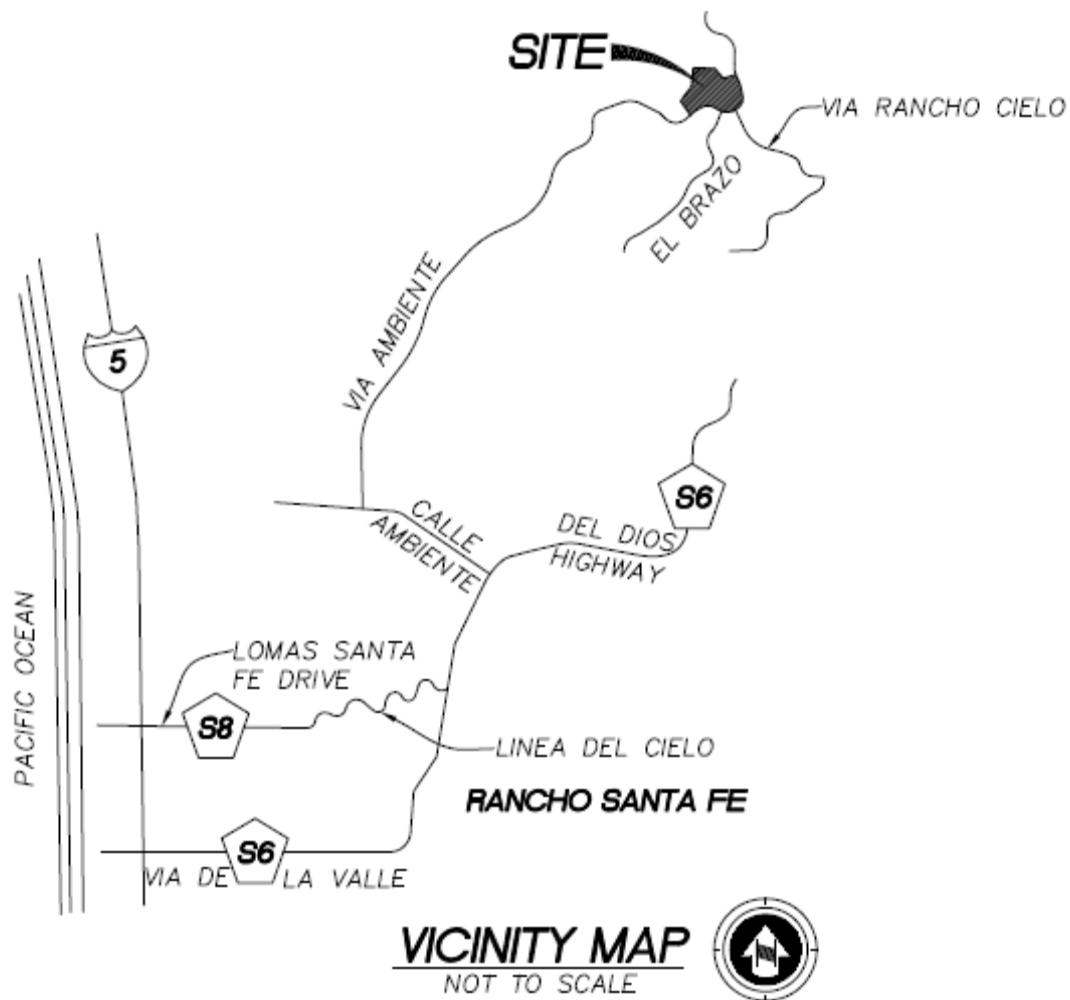 SITE
VIA RANCHO CIELO
EL BRAZO
VIA AMBIENTE
5
S6
CALLE
AMBIENTE
DEL DIOS
HIGHWAY
PACIFIC OCEAN
LOMAS SANTA
FE DRIVE
S8
LINEA DEL CIELO
RANCHO SANTA FE
S6
VIA DE LA VALLE
VICINITY MAP
NOT TO SCALE
N